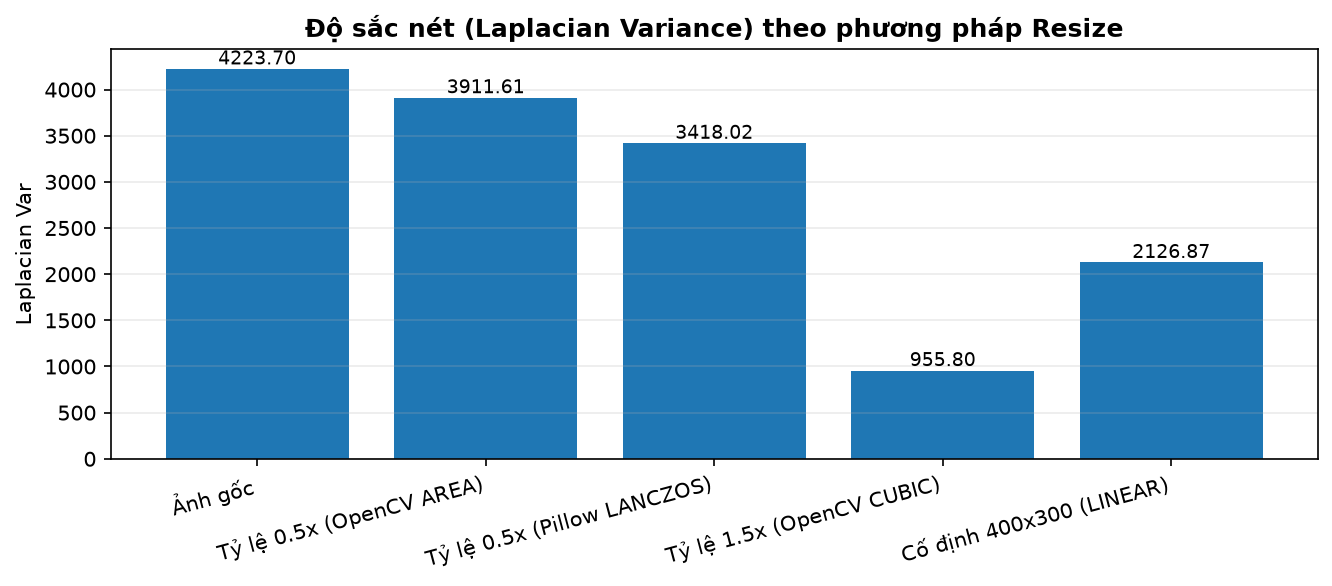 Độ sắc nét (Laplacian Variance) theo phương pháp Resize
Laplacian Var
4000
3500
3000
2500
2000
1500
1000
500
0
4223.70
3911.61
3418.02
955.80
2126.87
Ảnh gốc
Tỷ lệ 0.5x (OpenCV AREA)
Tỷ lệ 0.5x (Pillow LANCZOS)
Tỷ lệ 1.5x (OpenCV CUBIC)
Cố định 400x300 (LINEAR)